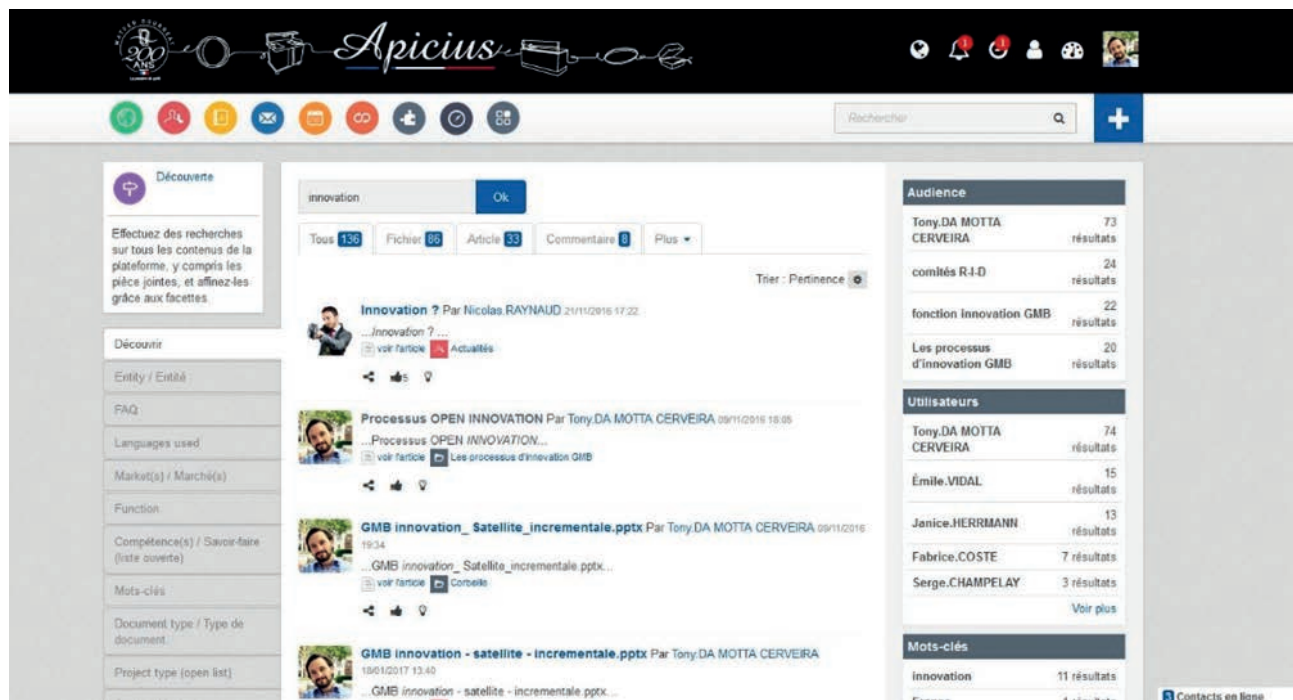 MATFER BOURGEAT
200
ANS
Apicius
1
1
Rechercher
Découverte
Effectuez des recherches
sur tous les contenus de la
plateforme, y compris les
pièce jointes, et affinez-les
grâce aux facettes.
Découvrir
Entity / Entité
FAQ
Languages used
Market(s) / Marché(s)
Function
Compétence(s) / Savoir-faire
(liste ouverte)
Mots-clés
Document type / Type de
document
Project type (open list)
innovation Ok
Tous 136 Fichier 86 Article 33 Commentaire 8 Plus
Trier : Pertinence
Innovation ? Par Nicolas.RAYNAUD 21/11/2016 17:22
...Innovation ? ...
voir l'article Actualités
5
Processus OPEN INNOVATION Par Tony.DA MOTTA CERVEIRA 09/11/2016 18:05
...Processus OPEN INNOVATION...
voir l'article Les processus d'innovation GMB
GMB innovation_ Satellite_incrementale.pptx Par Tony.DA MOTTA CERVEIRA 09/11/2016
19:34
...GMB innovation_ Satellite_incrementale.pptx...
voir l'article Corbeille
GMB innovation - satellite - incrementale.pptx Par Tony.DA MOTTA CERVEIRA
18/01/2017 13:40
...GMB innovation - satellite - incrementale.pptx...
Audience
Tony.DA MOTTA 73
CERVEIRA résultats
comités R-I-D 24
résultats
fonction innovation GMB 22
résultats
Les processus 20
d'innovation GMB résultats
Utilisateurs
Tony.DA MOTTA 74
CERVEIRA résultats
Émile.VIDAL 15
résultats
Janice.HERRMANN 13
résultats
Fabrice.COSTE 7 résultats
Serge.CHAMPELAY 3 résultats
Voir plus
Mots-clés
innovation 11 résultats
3 Contacts en ligne